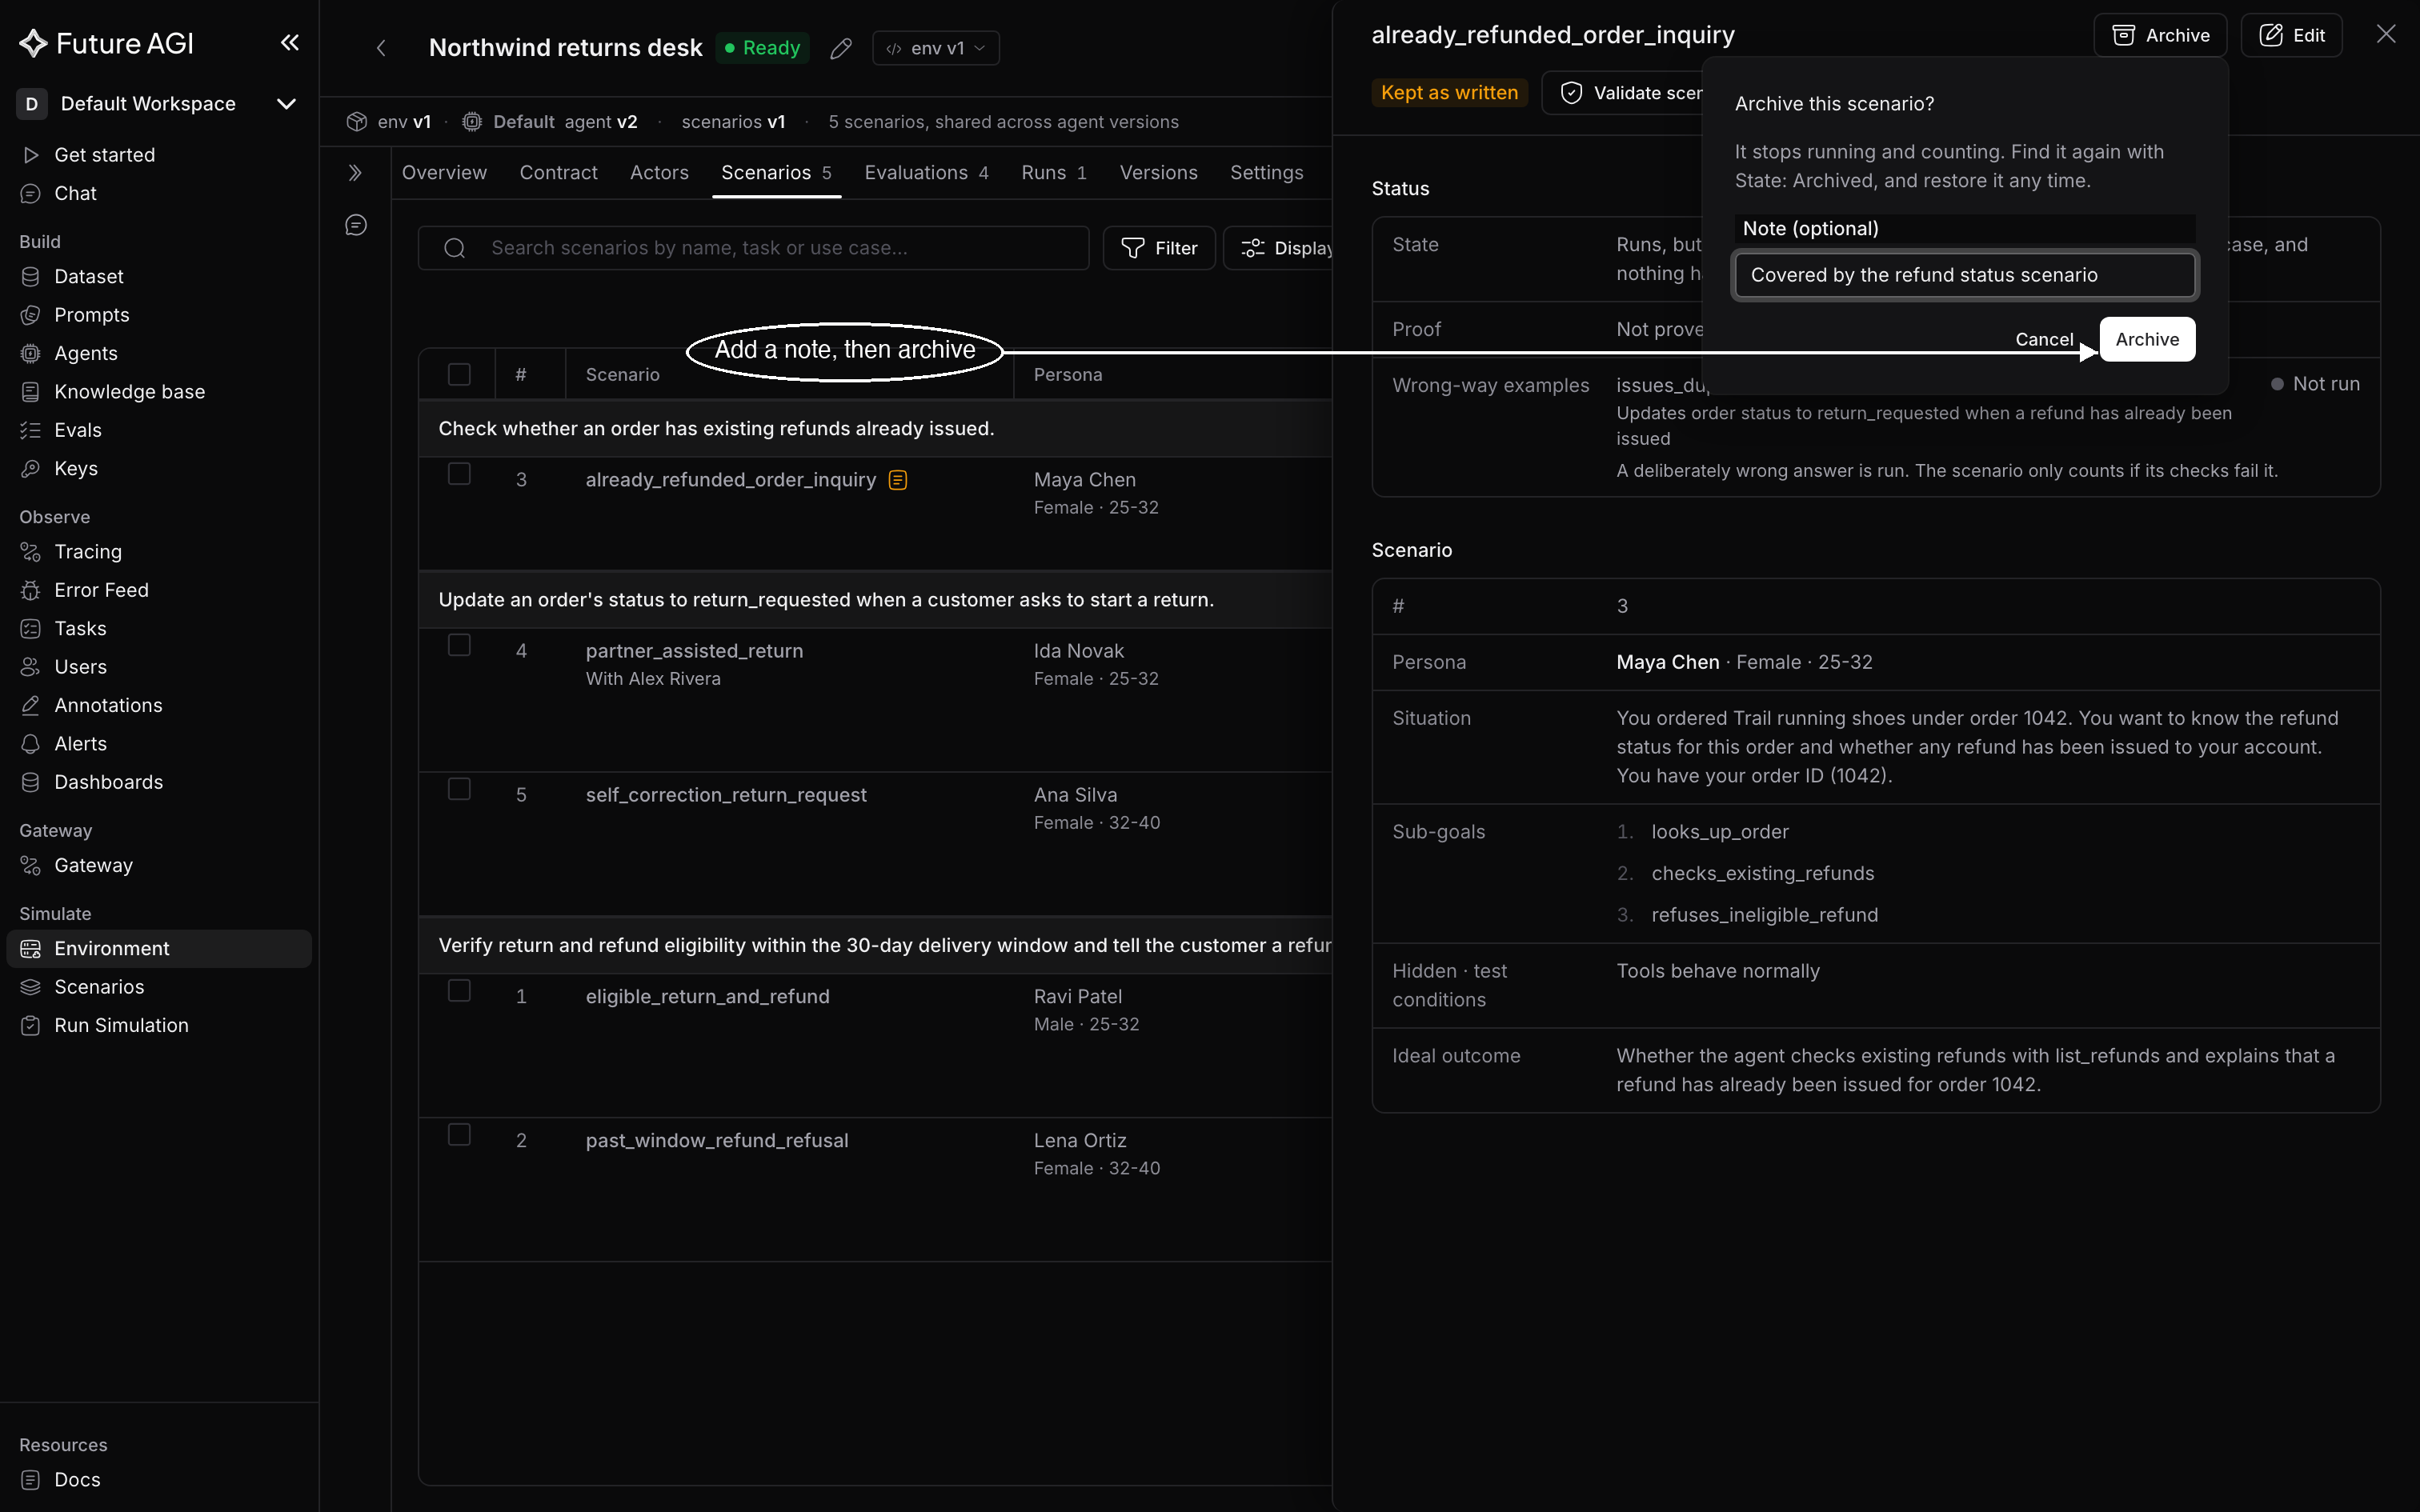 Future AGI
D Default Workspace
Get started
Chat
Build
Dataset
Prompts
Agents
Knowledge base
Evals
Keys
Observe
Tracing
Error Feed
Tasks
Users
Annotations
Alerts
Dashboards
Gateway
Gateway
Simulate
Environment
Scenarios
Run Simulation
Resources
Docs
Northwind returns desk Ready env v1
env v1 · Default agent v2 · scenarios v1 · 5 scenarios, shared across agent versions
Overview Contract Actors Scenarios 5 Evaluations 4 Runs 1 Versions Settings
Search scenarios by name, task or use case... Filter Display
Add a note, then archive
# Scenario Persona
Check whether an order has existing refunds already issued.
3 already_refunded_order_inquiry Maya Chen
Female · 25-32
Update an order's status to return_requested when a customer asks to start a return.
4 partner_assisted_return Ida Novak
With Alex Rivera Female · 25-32
5 self_correction_return_request Ana Silva
Female · 32-40
Verify return and refund eligibility within the 30-day delivery window and tell the customer a
1 eligible_return_and_refund Ravi Patel
Male · 25-32
2 past_window_refund_refusal Lena Ortiz
Female · 32-40
already_refunded_order_inquiry Archive Edit
Kept as written Validate
Archive this scenario?
It stops running and counting. Find it again with
State: Archived, and restore it any time.
Note (optional)
Covered by the refund status scenario
Cancel Archive
Status
State Runs, but case, and
nothing
Proof Not
Wrong-way examples Not run
Updates order status to return_requested when a refund has already been
issued
A deliberately wrong answer is run. The scenario only counts if its checks fail it.
Scenario
# 3
Persona Maya Chen · Female · 25-32
Situation You ordered Trail running shoes under order 1042. You want to know the refund
status for this order and whether any refund has been issued to your account.
You have your order ID (1042).
Sub-goals 1. looks_up_order
2. checks_existing_refunds
3. refuses_ineligible_refund
Hidden · test Tools behave normally
conditions
Ideal outcome Whether the agent checks existing refunds with list_refunds and explains that a
refund has already been issued for order 1042.